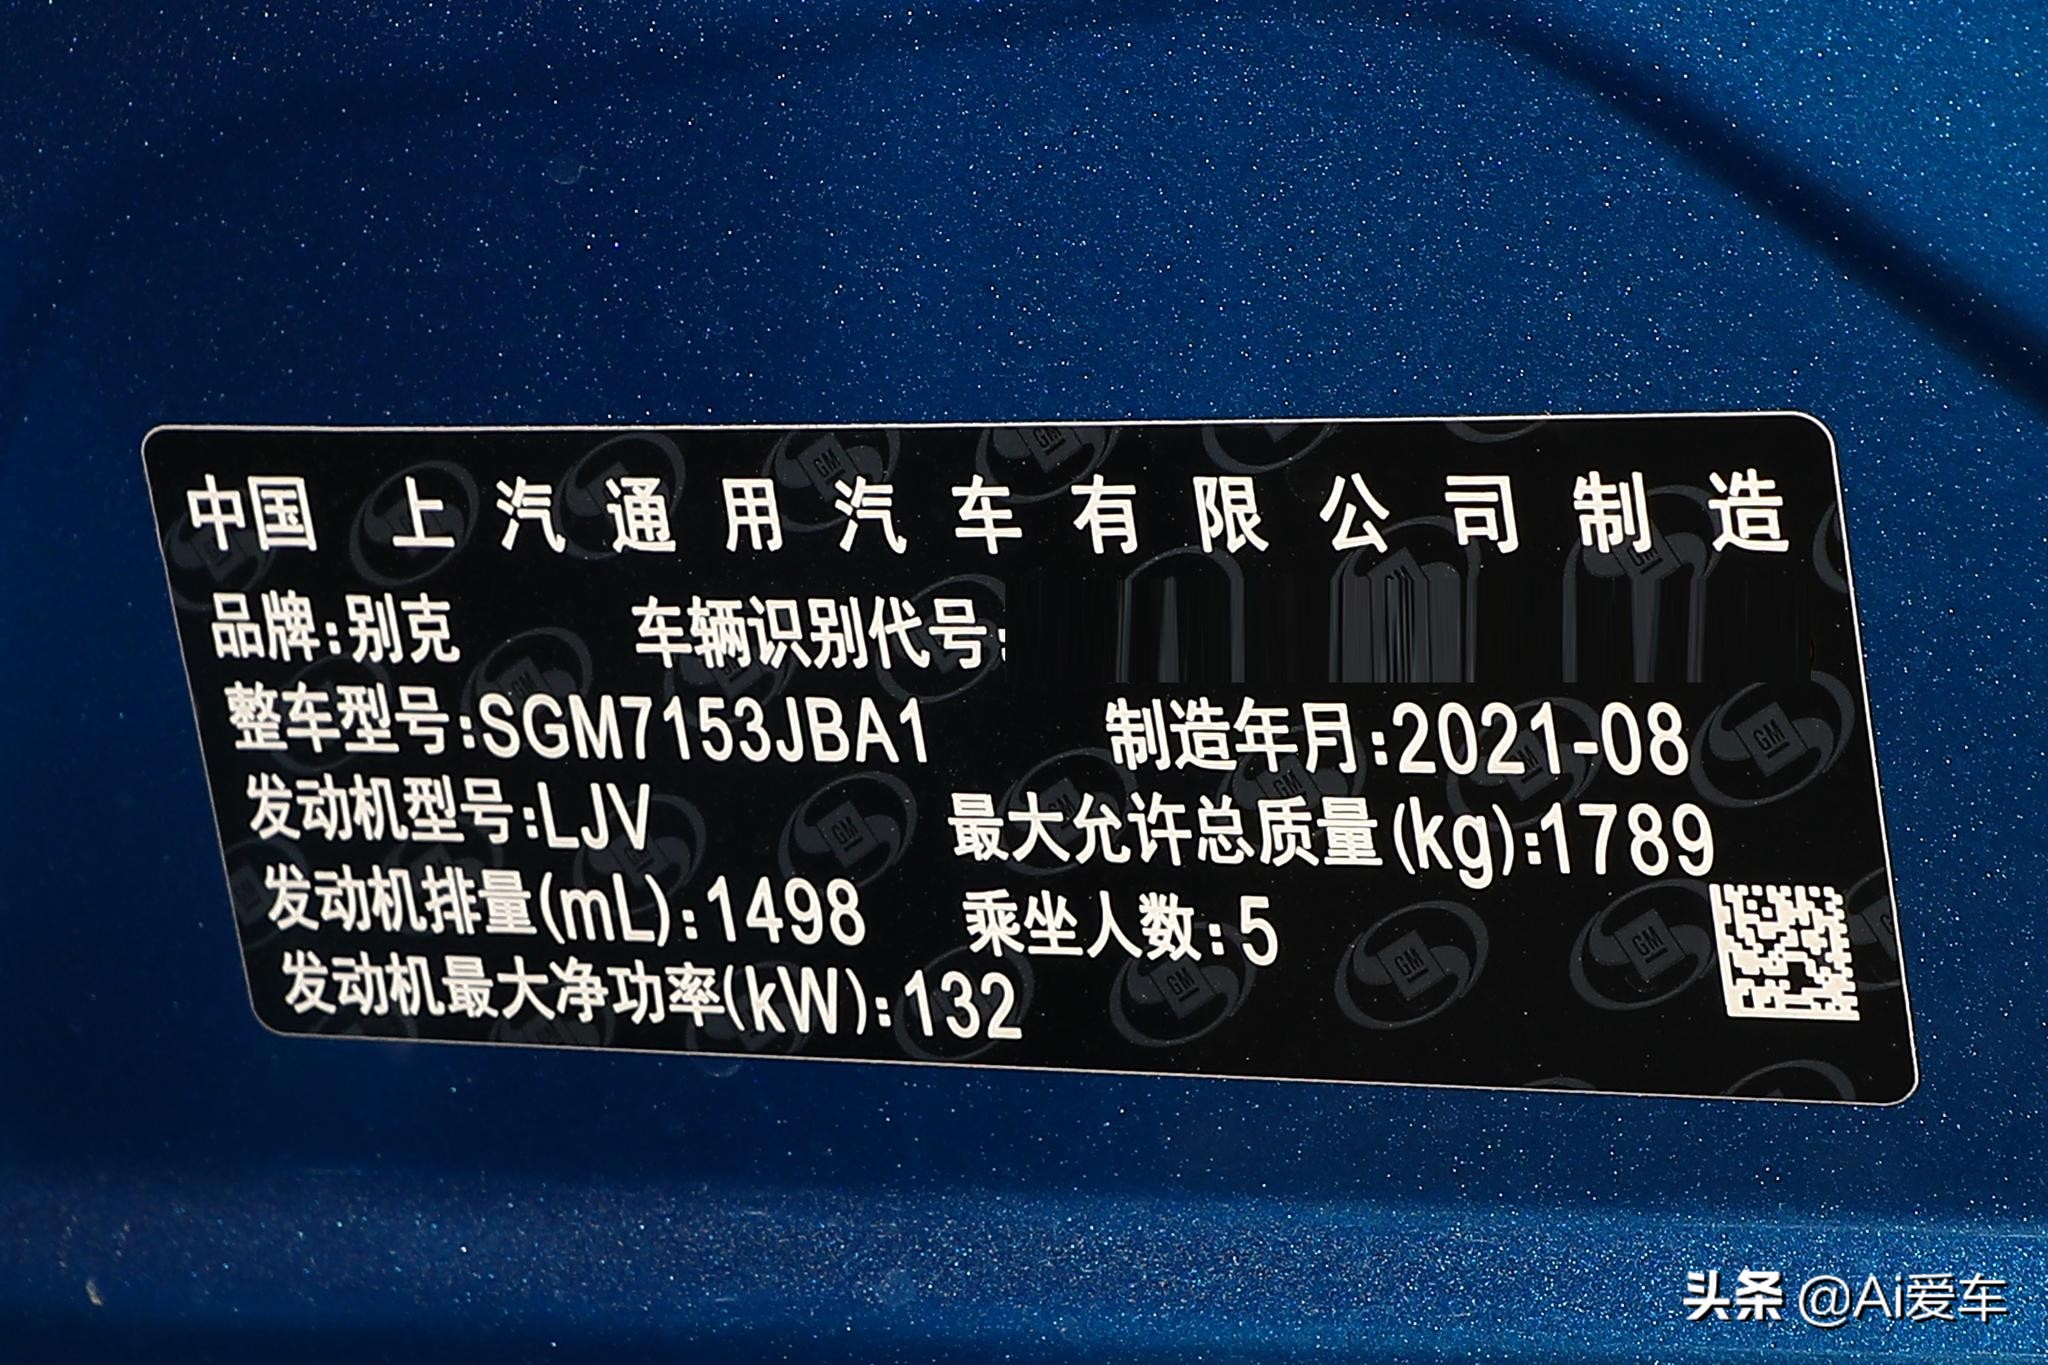 中国 上汽通用汽车有限公司制造
品牌:别克 车辆识别代号:
整车型号:SGM7153JBA1 制造年月:2021-08
发动机型号:LJV 最大允许总质量(kg):1789
发动机排量(mL):1498 乘坐人数:5
发动机最大净功率(kW):132
头条 @Ai爱车